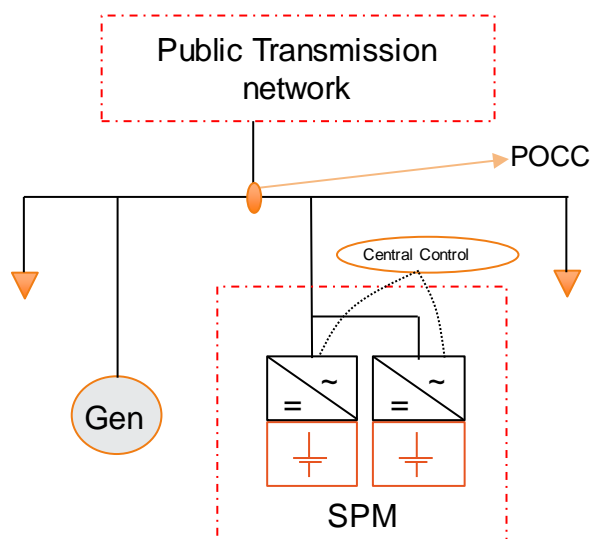 Public Transmission
network
POCC
Central Control
~
=
~
=
Gen
SPM